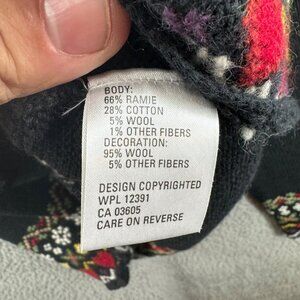 BODY:
66% RAMIE
28% COTTON
5% WOOL
1% OTHER FIBERS
DECORATION:
95% WOOL
5% OTHER FIBERS
DESIGN COPYRIGHTED
WPL 12391
CA 03605
CARE ON REVERSE